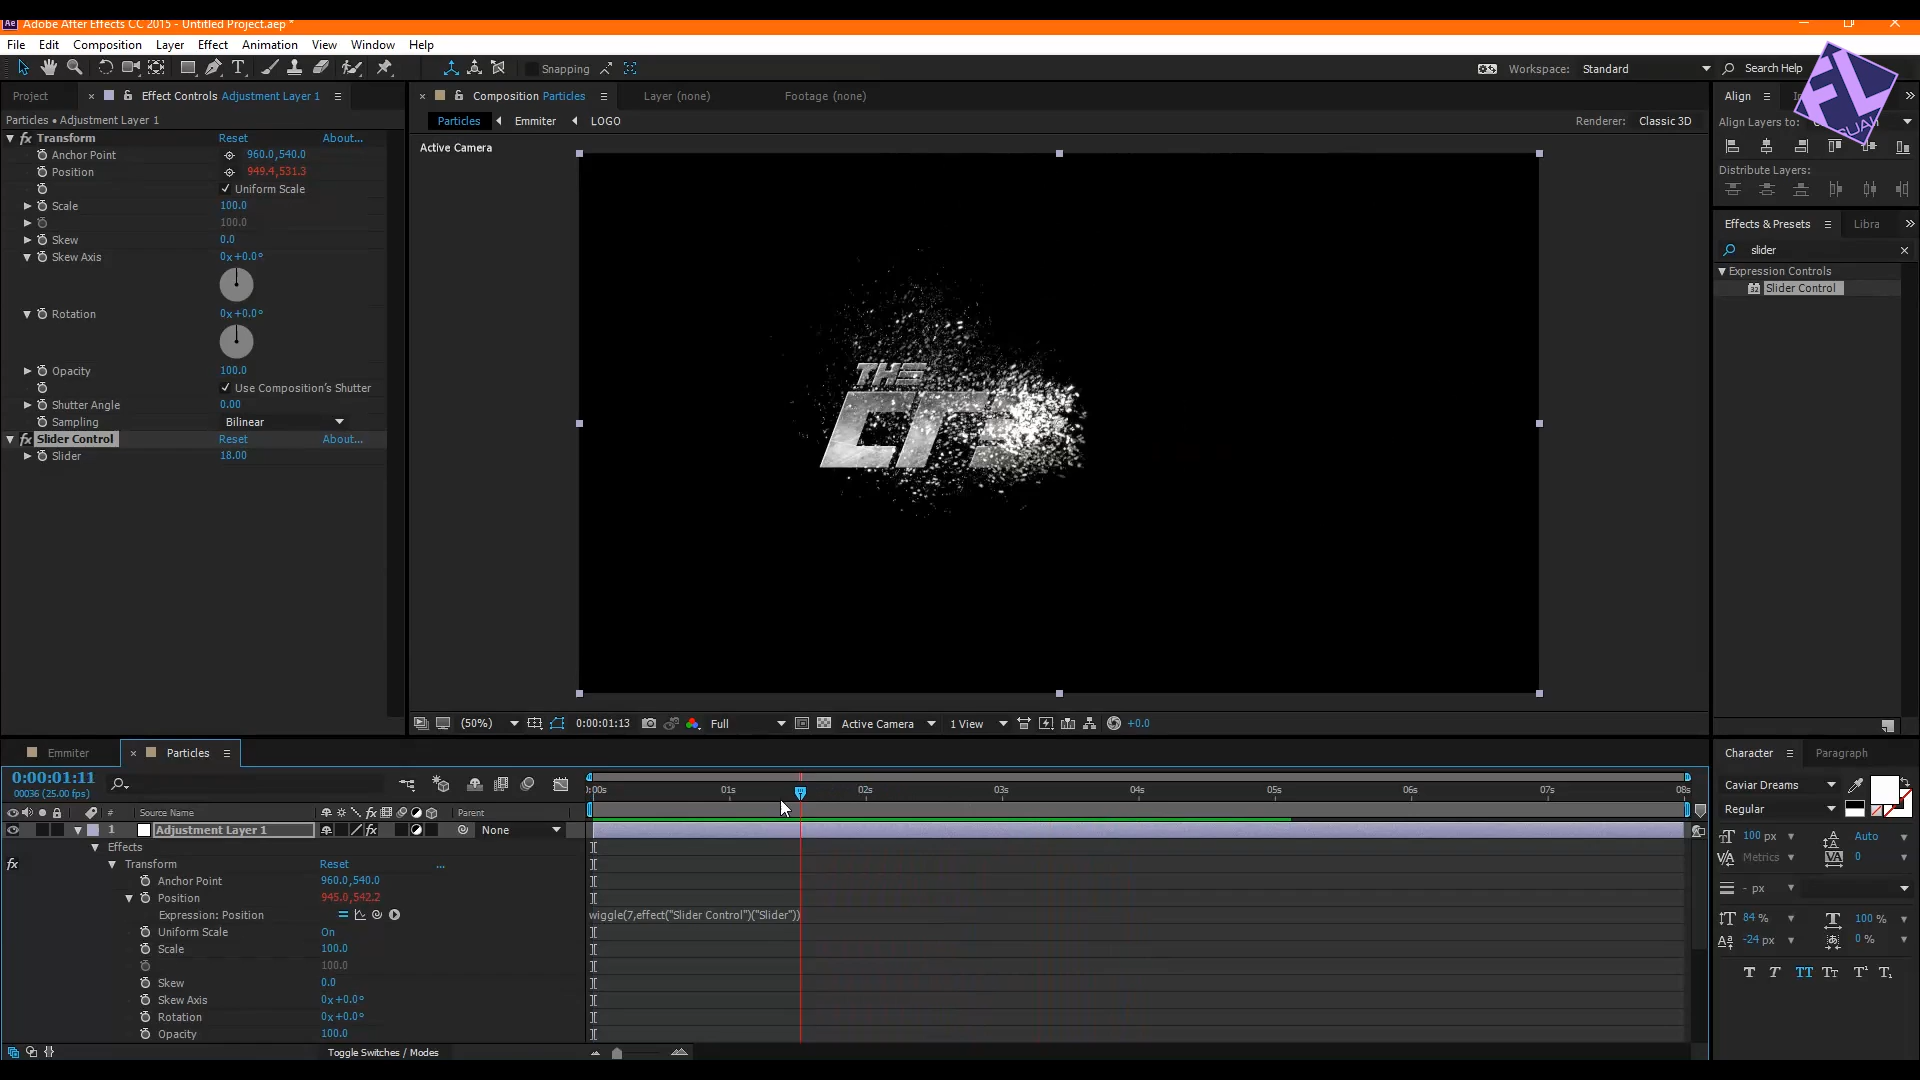 Adobe After Effects CC 2015 - Untitled Project.aep *
File Edit Composition Layer Effect Animation View Window Help
Snapping
Workspace: Standard
Search Help
Project
Effect Controls Adjustment Layer 1
Particles • Adjustment Layer 1
fx Transform Reset About...
Anchor Point 960.0,540.0
Position 949.4,531.3
Uniform Scale
Scale 100.0
100.0
Skew 0.0
Skew Axis 0x+0.0°
Rotation 0x+0.0°
Opacity 100.0
Use Composition's Shutter
Shutter Angle 0.00
Sampling Bilinear
fx Slider Control Reset About...
Slider 18.00
Composition Particles
Layer (none)
Footage (none)
Particles Emmiter LOGO
Renderer: Classic 3D
Active Camera
THE
(50%) 0:00:01:13 Full Active Camera 1 View +0.0
Align
Align Layers to:
Distribute Layers:
Effects & Presets Libra
slider
Expression Controls
Slider Control
Emmiter Particles
0:00:01:11
00036 (25.00 fps)
# Source Name Parent
1 Adjustment Layer 1 None
Effects
fx Transform Reset ...
Anchor Point 960.0,540.0
Position 945.0,542.2
Expression: Position wiggle(7,effect("Slider Control")("Slider"))
Uniform Scale On
Scale 100.0
100.0
Skew 0.0
Skew Axis 0x+0.0°
Rotation 0x+0.0°
Opacity 100.0
Toggle Switches / Modes
:00s 01s 02s 03s 04s 05s 06s 07s 08s
Character Paragraph
Caviar Dreams
Regular
100 px Auto
Metrics 0
- px
84 % 100 %
-24 px 0 %
T T TT Tt T¹ T₁